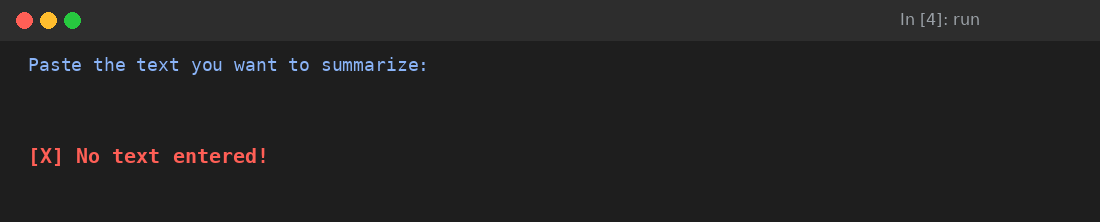 In [4]: run
Paste the text you want to summarize:
[X] No text entered!